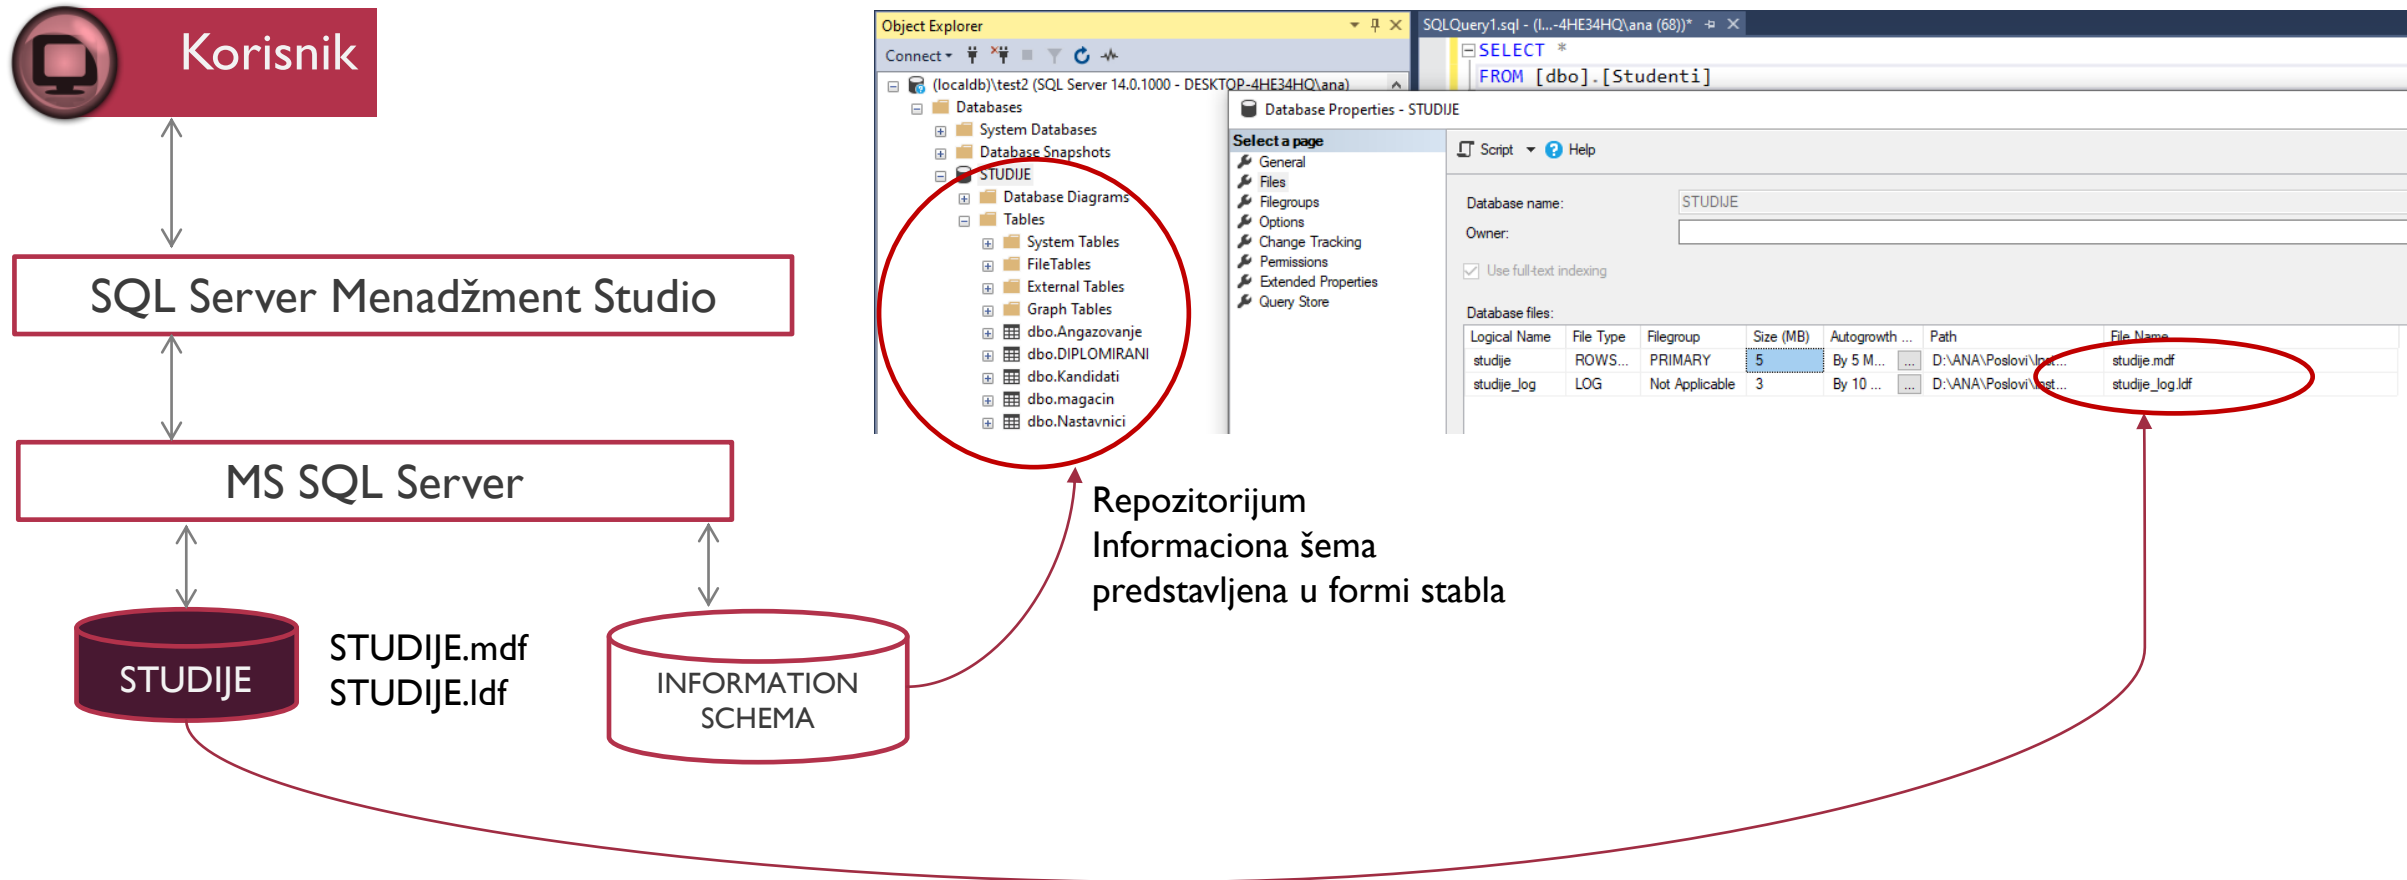 Korisnik
SQL Server Menadžment Studio
MS SQL Server
STUDIJE
STUDIJE.mdf
STUDIJE.ldf
INFORMATION
SCHEMA
Object Explorer
Connect
(localdb)\test2 (SQL Server 14.0.1000 - DESKTOP-4HE34HQ\ana)
Databases
System Databases
Database Snapshots
STUDIJE
Database Diagrams
Tables
System Tables
FileTables
External Tables
Graph Tables
dbo.Angazovanje
dbo.DIPLOMIRANI
dbo.Kandidati
dbo.magacin
dbo.Nastavnici
SQLQuery1.sql - (l...-4HE34HQ\ana (68))*
SELECT *
FROM [dbo].[Studenti]
Database Properties - STUDIJE
Select a page
General
Files
Filegroups
Options
Change Tracking
Permissions
Extended Properties
Query Store
Script Help
Database name: STUDIJE
Owner:
Use full-text indexing
Database files:
Logical Name File Type Filegroup Size (MB) Autogrowth ... Path File Name
studije ROWS... PRIMARY 5 By 5 M... ... D:\ANA\Poslovi\Inst... studije.mdf
studije_log LOG Not Applicable 3 By 10 ... ... D:\ANA\Poslovi\Inst... studije_log.ldf
Repozitorijum
Informaciona šema
predstavljena u formi stabla